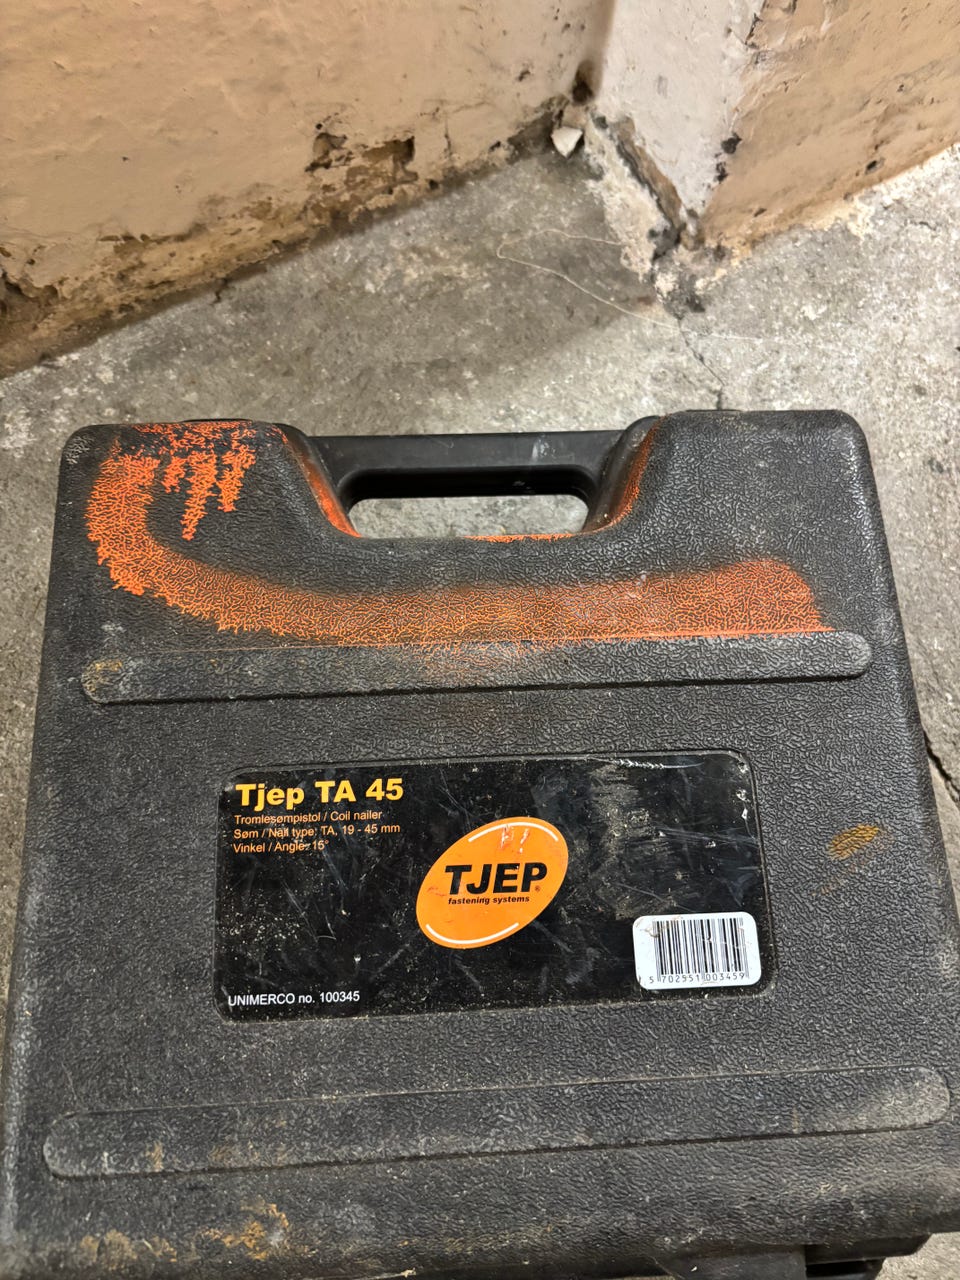 Tjep TA 45
Tromlesømpistol / Coil nailer
Søm / Nail type: TA, 19 - 45 mm
Vinkel / Angle: 15°
TJEP®
fastening systems
5 702951 003459
UNIMERCO no. 100345